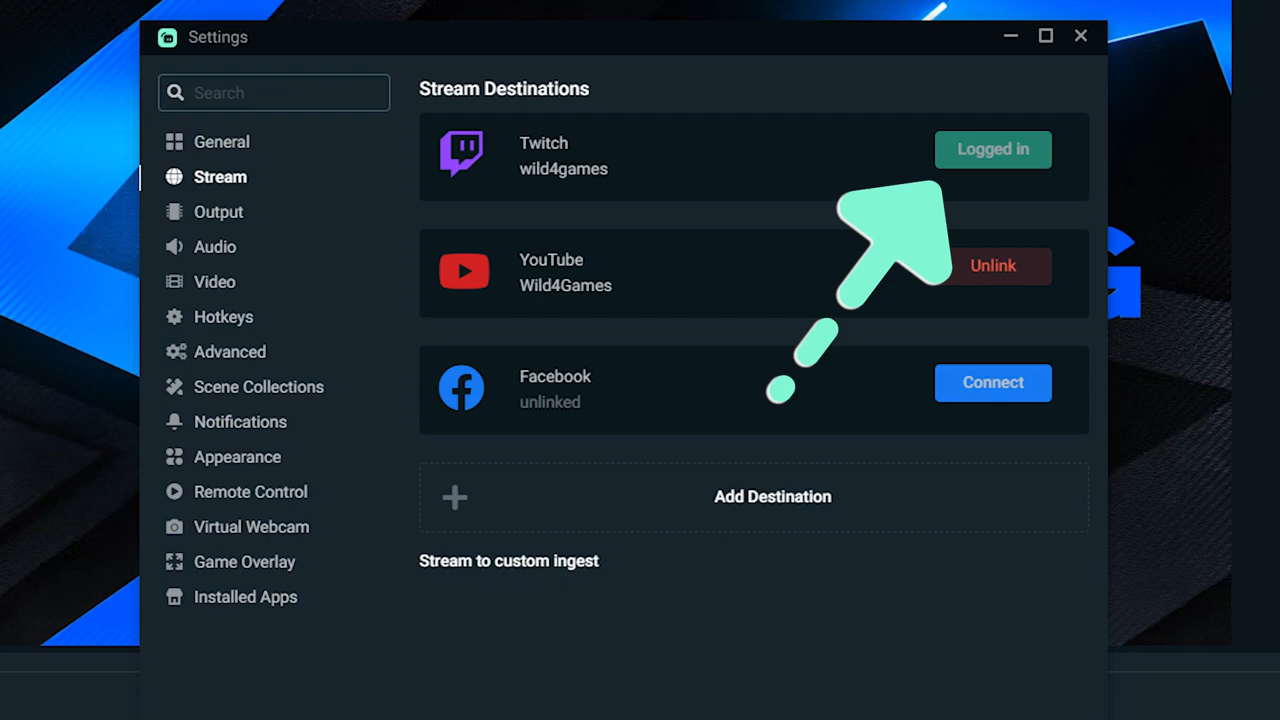 Settings
Search
General
Stream
Output
Audio
Video
Hotkeys
Advanced
Scene Collections
Notifications
Appearance
Remote Control
Virtual Webcam
Game Overlay
Installed Apps
Stream Destinations
Twitch
wild4games
Logged in
YouTube
Wild4Games
Unlink
Facebook
unlinked
Connect
Add Destination
Stream to custom ingest